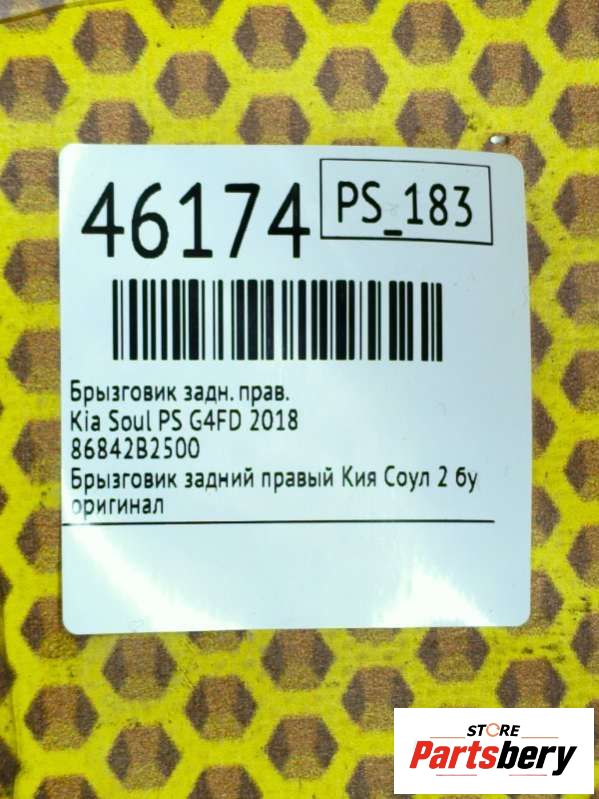 46174
PS_183
Брызговик задн. прав.
Kia Soul PS G4FD 2018
86842B2500
Брызговик задний правый Кия Соул 2 бу
оригинал
STORE
Partsbery